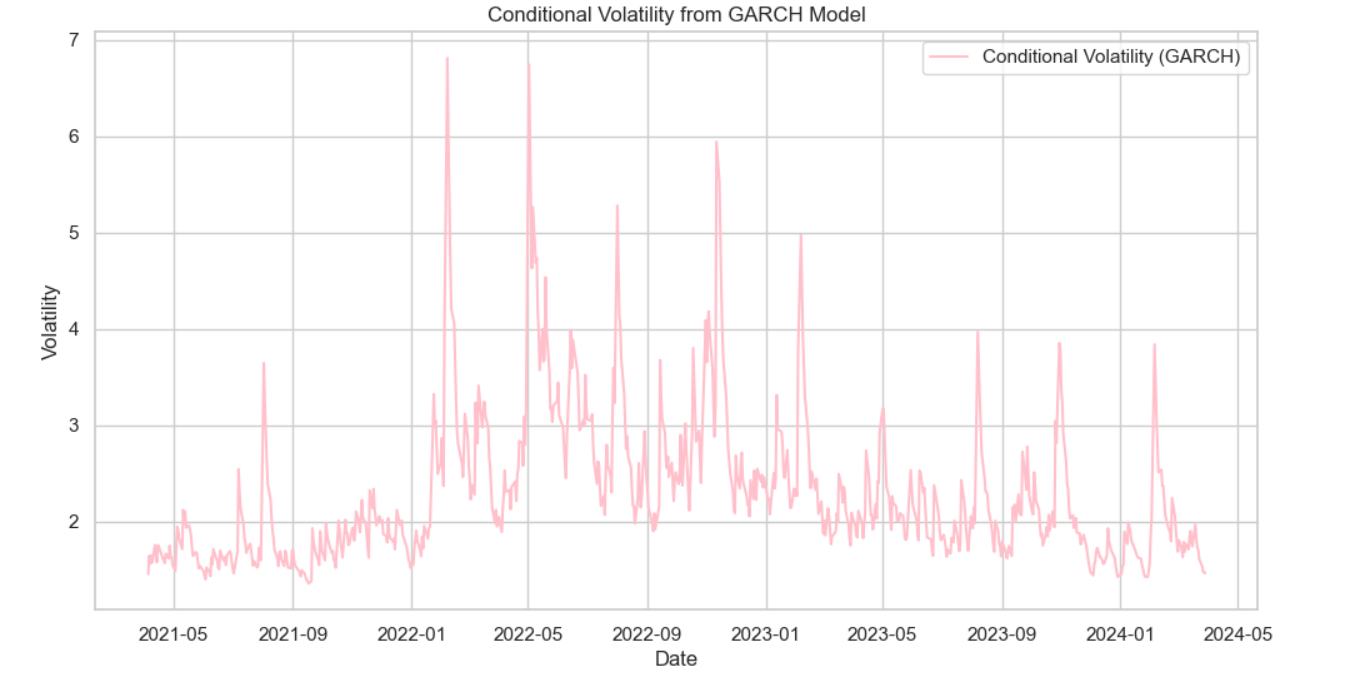 Conditional Volatility from GARCH Model
Conditional Volatility (GARCH)
7
6
5
4
3
2
Volatility
2021-05 2021-09 2022-01 2022-05 2022-09 2023-01 2023-05 2023-09 2024-01 2024-05
Date